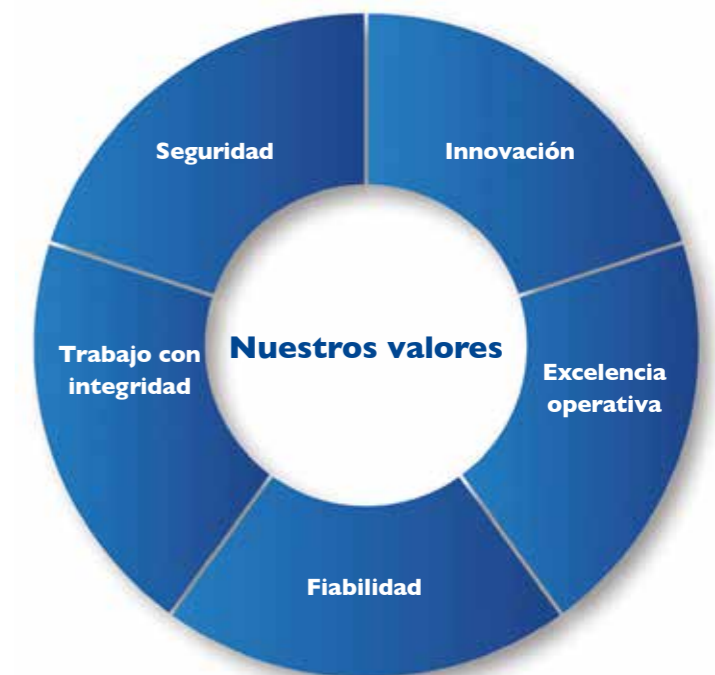 Seguridad
Innovación
Nuestros valores
Trabajo con
integridad
Excelencia
operativa
Fiabilidad